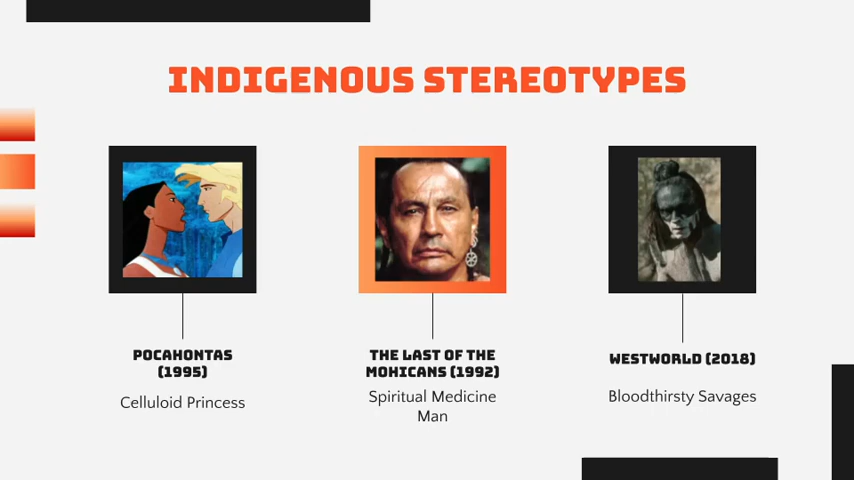 INDIGENOUS STEREOTYPES
POCAHONTAS
(1995)
Celluloid Princess
THE LAST OF THE
MOHICANS (1992)
Spiritual Medicine
Man
WESTWORLD (2018)
Bloodthirsty Savages